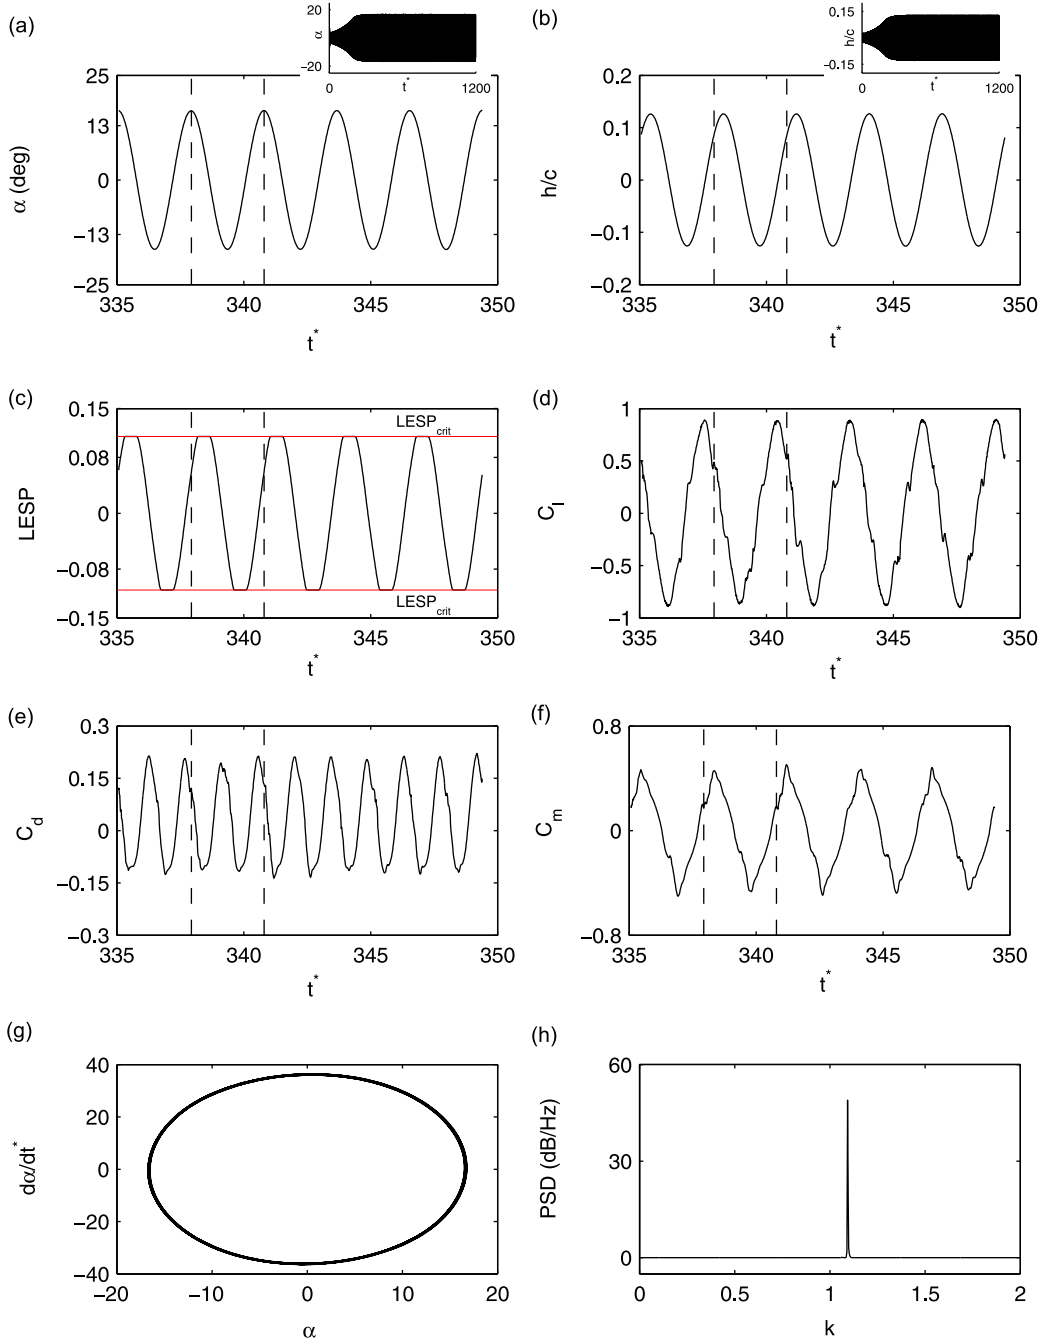 (a)
20
α
−20
0
t*
1200
25
13
0
−13
−25
α (deg)
335
340
345
350
t*
(b)
0.15
h/c
−0.15
0
t*
1200
0.2
0.1
0
−0.1
−0.2
h/c
335
340
345
350
t*
(c)
0.15
0.08
0
−0.08
−0.15
LESP
LESP_crit
LESP_crit
335
340
345
350
t*
(d)
1
0.5
0
−0.5
−1
C_l
335
340
345
350
t*
(e)
0.3
0.15
0
−0.15
−0.3
C_d
335
340
345
350
t*
(f)
0.8
0
−0.8
C_m
335
340
345
350
t*
(g)
40
20
0
−20
−40
dα/dt*
−20
−10
0
10
20
α
(h)
60
30
0
PSD (dB/Hz)
0
0.5
1
1.5
2
k